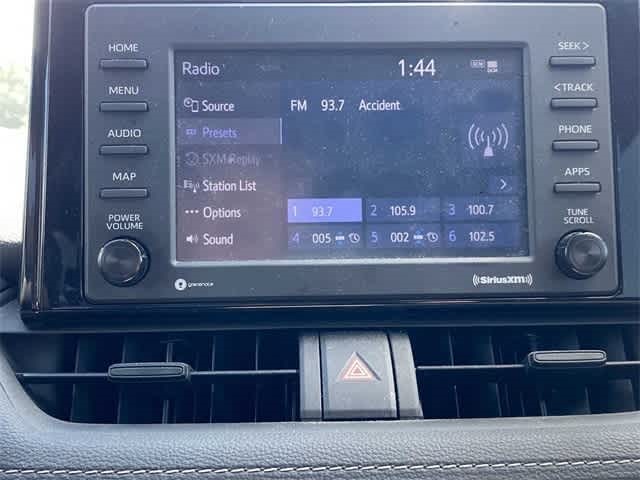 HOME
MENU
AUDIO
MAP
POWER
VOLUME
SEEK >
< TRACK
PHONE
APPS
TUNE
SCROLL
Radio 1:44 DCM
Source
Presets
SXM Replay
Station List
Options
Sound
FM 93.7 Accident
1 93.7 2 105.9 3 100.7
4 005 5 002 6 102.5
gracenote
((SiriusXM))